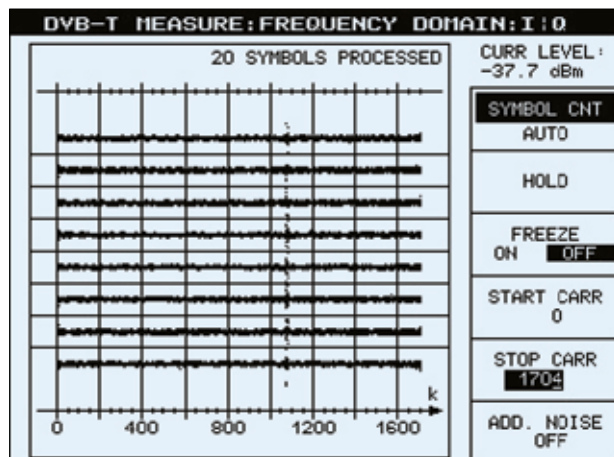 DVB-T MEASURE:FREQUENCY DOMAIN:I¦Q
20 SYMBOLS PROCESSED
CURR LEVEL:
-37.7 dBm
SYMBOL CNT
AUTO
HOLD
FREEZE
ON OFF
START CARR
0
STOP CARR
1704
ADD. NOISE
OFF
k
0 400 800 1200 1600